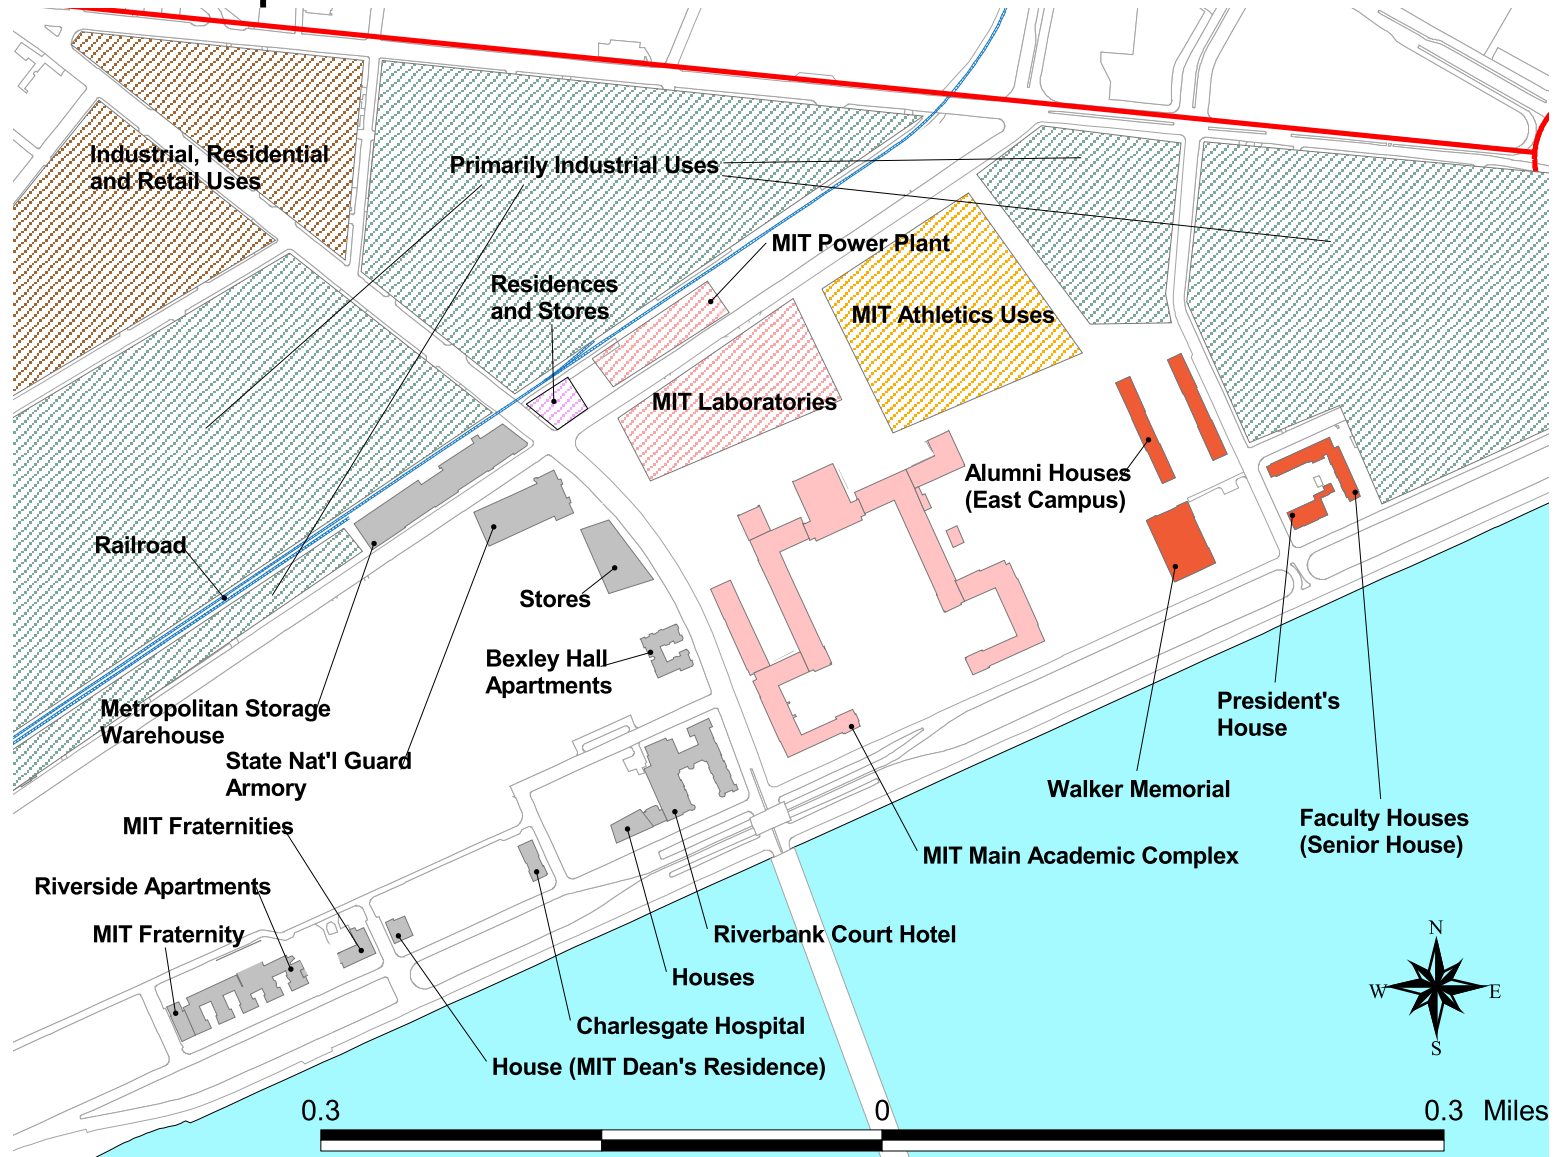 Industrial, Residential
and Retail Uses
Primarily Industrial Uses
MIT Power Plant
Residences
and Stores
MIT Athletics Uses
MIT Laboratories
Alumni Houses
(East Campus)
Railroad
Stores
Bexley Hall
Apartments
Metropolitan Storage
Warehouse
State Nat'l Guard
Armory
President's
House
Walker Memorial
Faculty Houses
(Senior House)
MIT Fraternities
MIT Main Academic Complex
Riverside Apartments
MIT Fraternity
Riverbank Court Hotel
Houses
Charlesgate Hospital
House (MIT Dean's Residence)
N
W
E
S
0.3
0
0.3 Miles